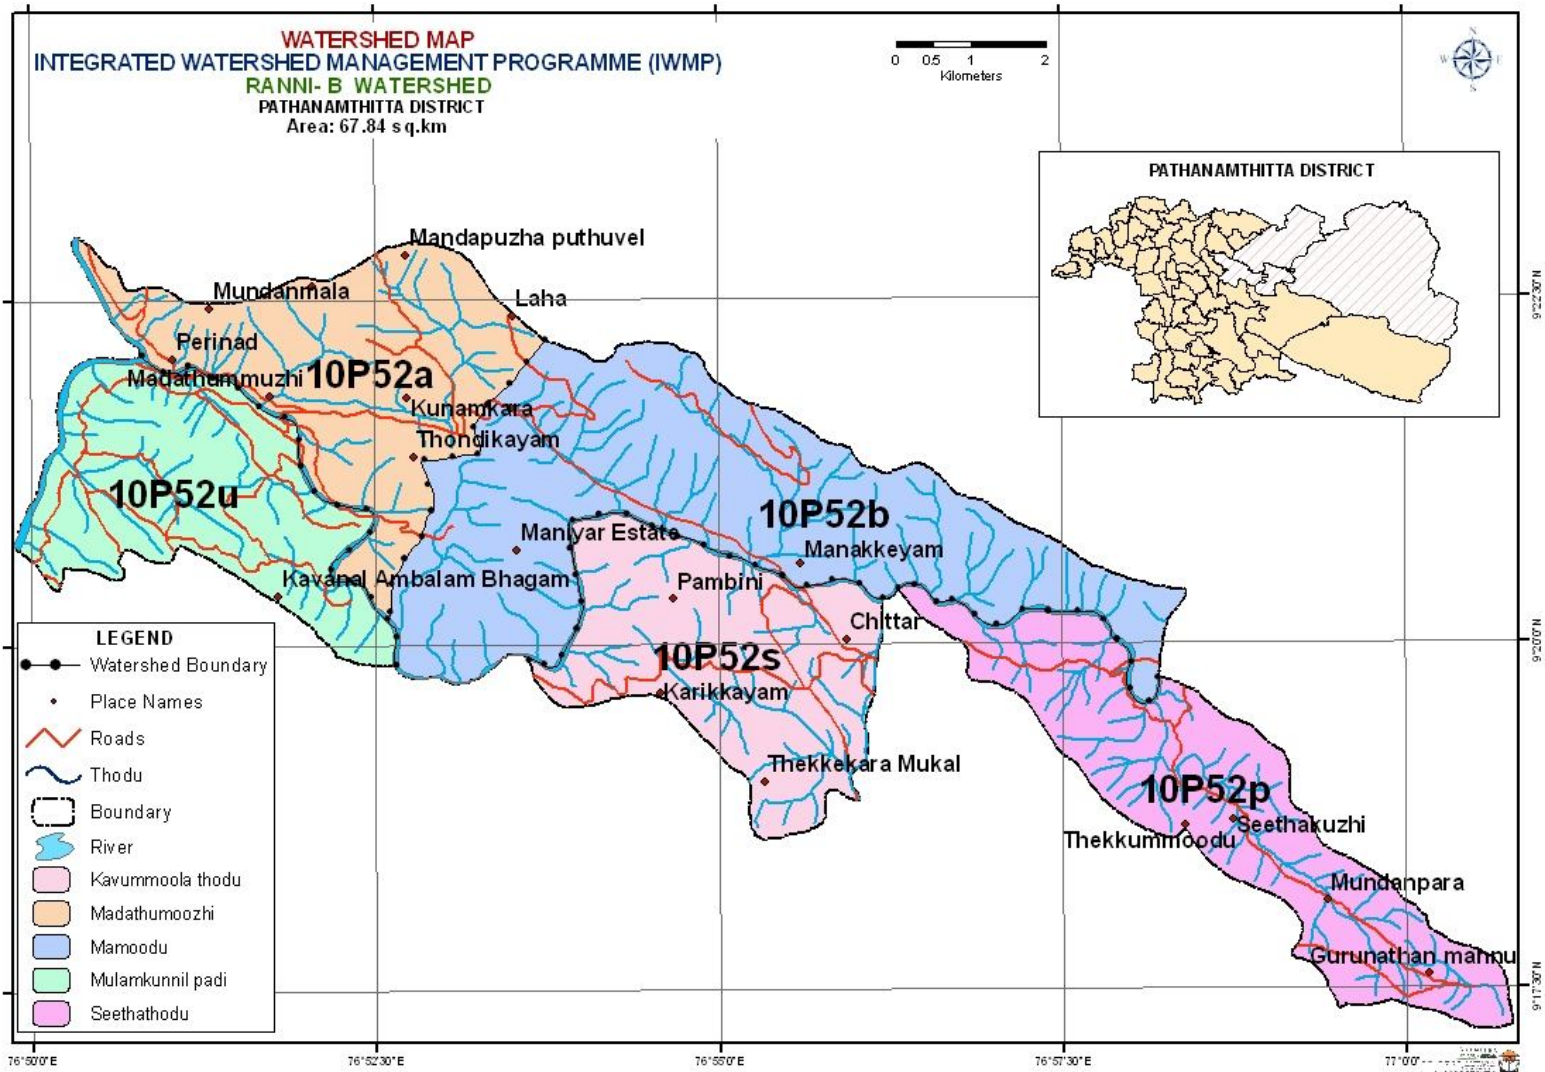 WATERSHED MAP
INTEGRATED WATERSHED MANAGEMENT PROGRAMME (IWMP)
RANNI- B WATERSHED
PATHANAMTHITTA DISTRICT
Area: 67.84 sq.km
0 0.5 1 2
Kilometers
N
W E
S
PATHANAMTHITTA DISTRICT
Mandapuzha puthuvel
Mundanmala
Laha
9°22'30"N
Perinad
Madathummuzhi
10P52a
Kunamkara
Thondikayam
10P52u
10P52b
Maniyar Estate
Manakkeyam
Kavanal Ambalam Bhagam
Pambini
Chittar
9°20'0"N
10P52s
Karikkayam
Thekkekara Mukal
10P52p
Seethakuzhi
Thekkummoodu
Mundanpara
Gurunathan mannu
9°17'30"N
LEGEND
Watershed Boundary
Place Names
Roads
Thodu
Boundary
River
Kavummoola thodu
Madathumoozhi
Mamoodu
Mulamkunnil padi
Seethathodu
76°50'0"E 76°52'30"E 76°55'0"E 76°57'30"E 77°0'0"